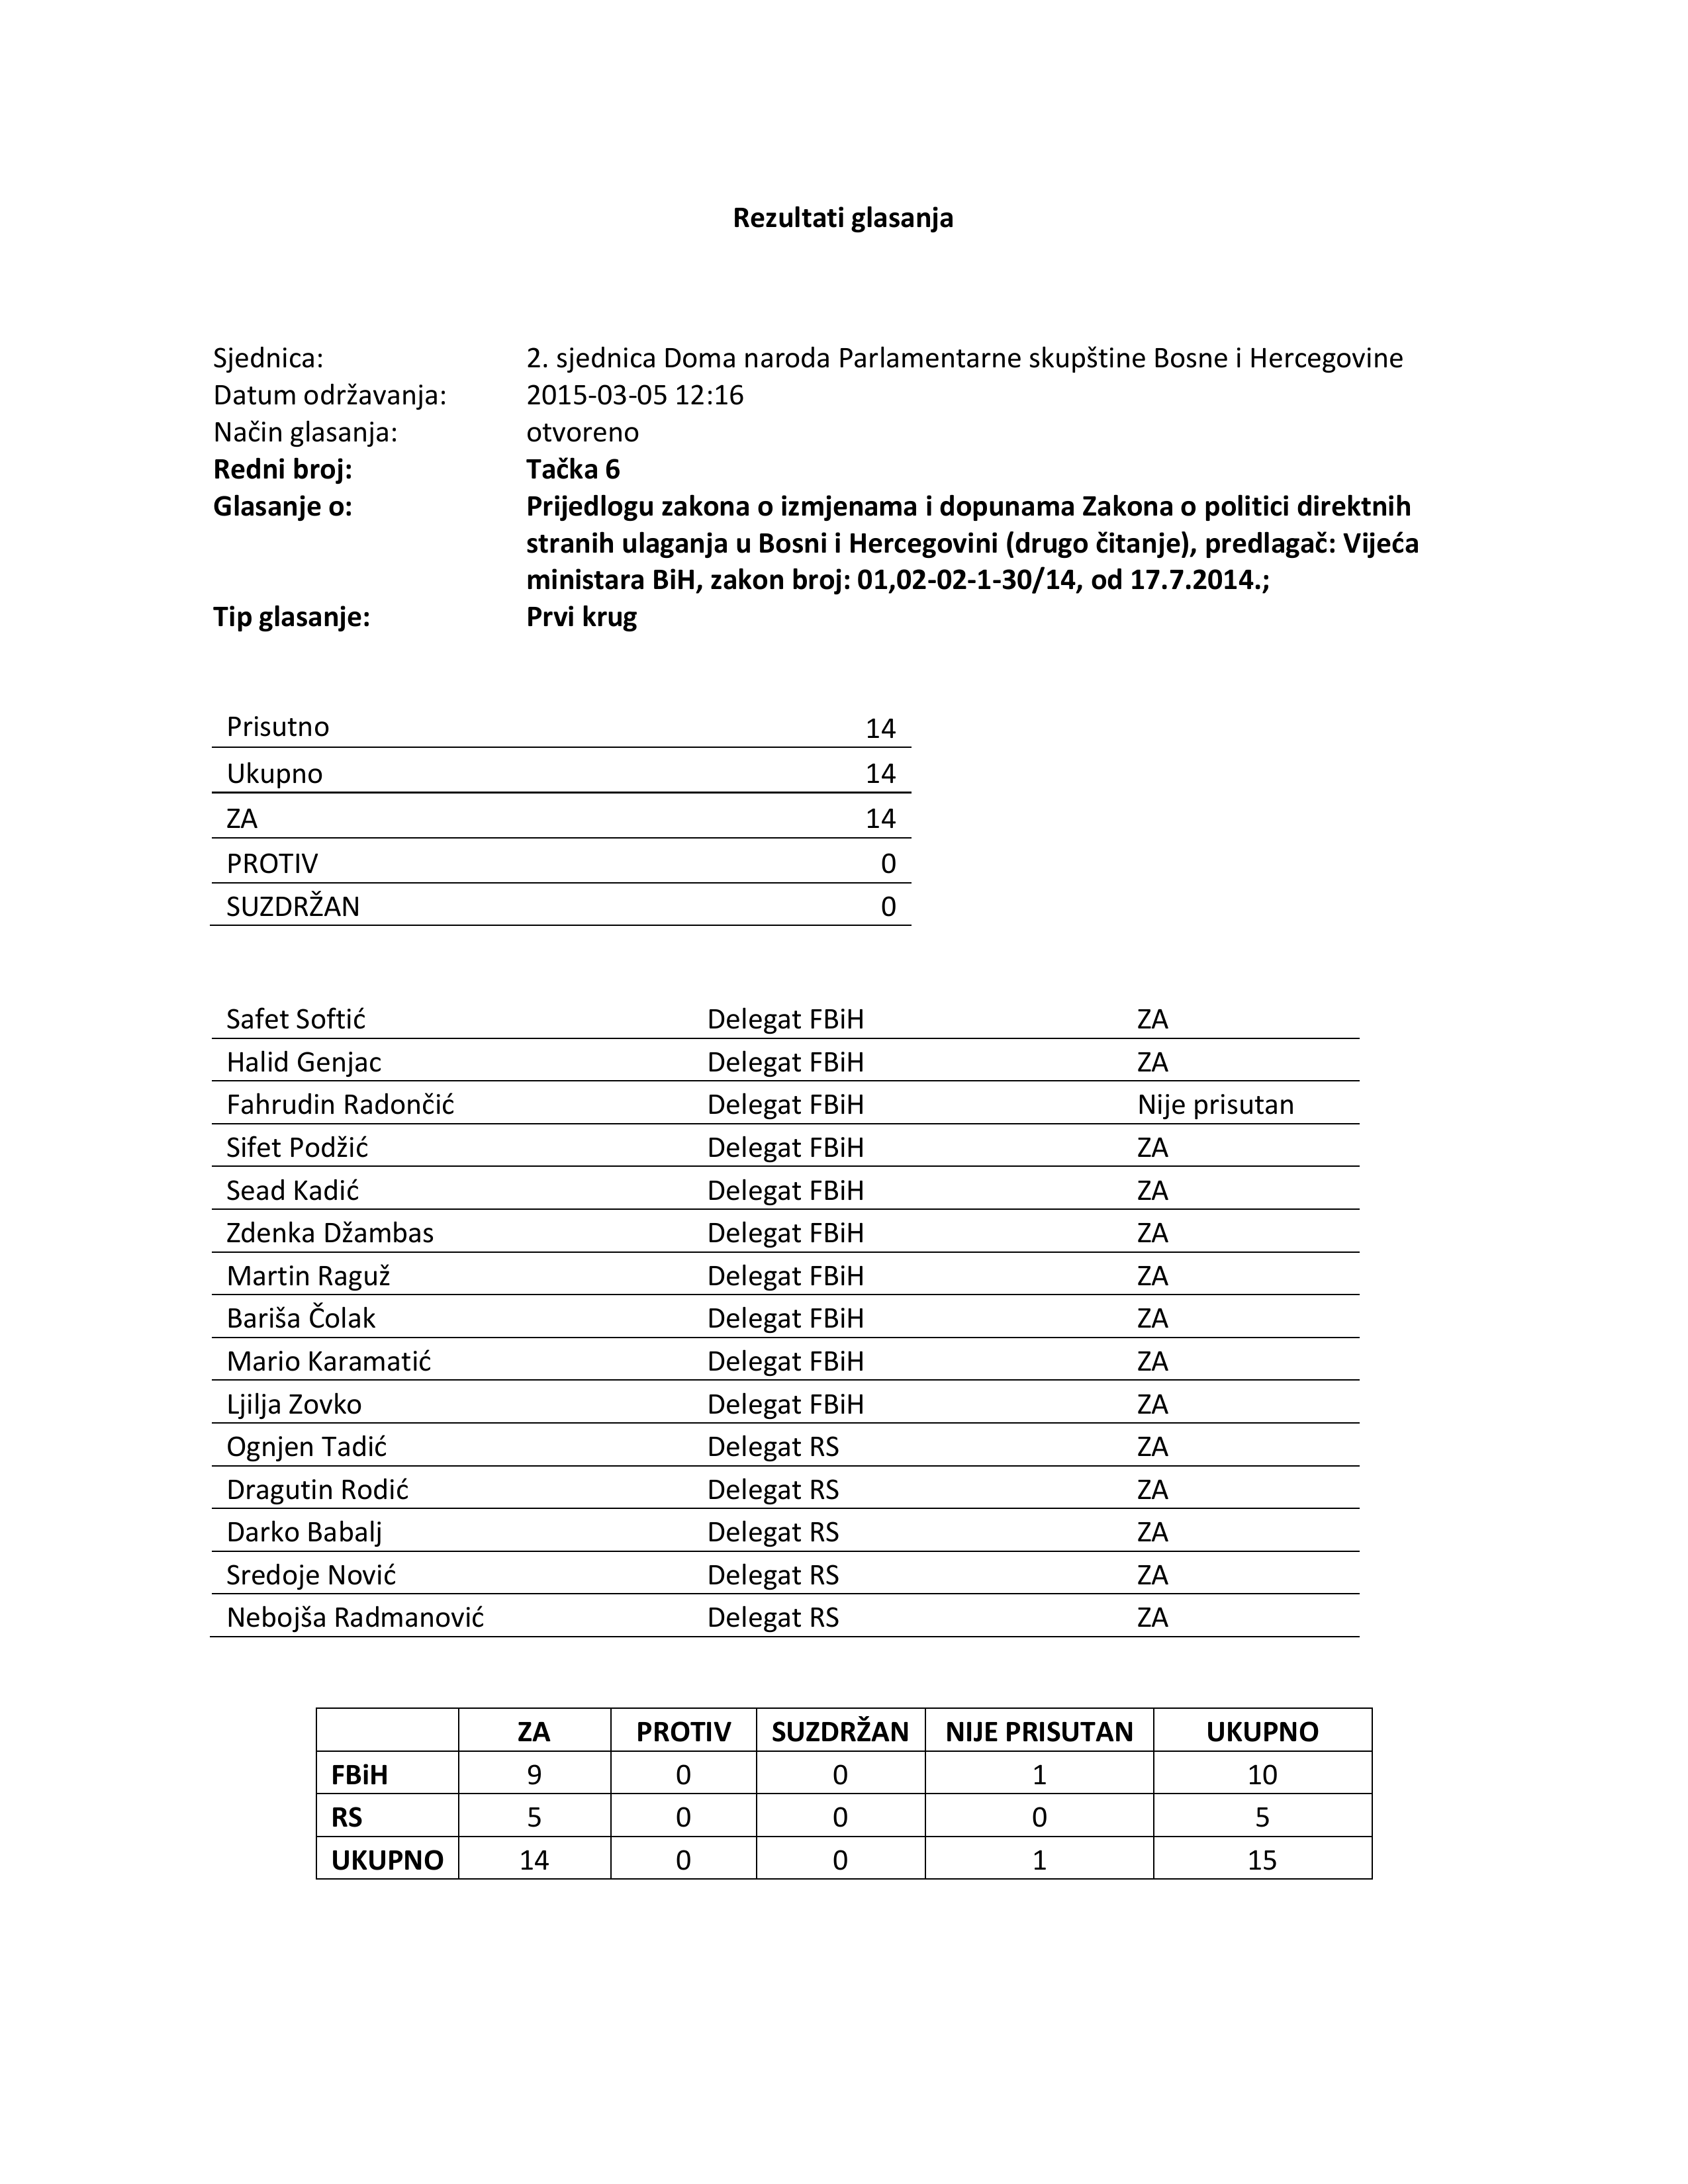 Rezultati glasanja
Sjednica: 2. sjednica Doma naroda Parlamentarne skupštine Bosne i Hercegovine
Datum održavanja: 2015-03-05 12:16
Način glasanja: otvoreno
Redni broj: Tačka 6
Glasanje o: Prijedlogu zakona o izmjenama i dopunama Zakona o politici direktnih
stranih ulaganja u Bosni i Hercegovini (drugo čitanje), predlagač: Vijeća
ministara BiH, zakon broj: 01,02-02-1-30/14, od 17.7.2014.;
Tip glasanje: Prvi krug
Prisutno 14
Ukupno 14
ZA 14
PROTIV 0
SUZDRŽAN 0
Safet Softić Delegat FBiH ZA
Halid Genjac Delegat FBiH ZA
Fahrudin Radončić Delegat FBiH Nije prisutan
Sifet Podžić Delegat FBiH ZA
Sead Kadić Delegat FBiH ZA
Zdenka Džambas Delegat FBiH ZA
Martin Raguž Delegat FBiH ZA
Bariša Čolak Delegat FBiH ZA
Mario Karamatić Delegat FBiH ZA
Ljilja Zovko Delegat FBiH ZA
Ognjen Tadić Delegat RS ZA
Dragutin Rodić Delegat RS ZA
Darko Babalj Delegat RS ZA
Sredoje Nović Delegat RS ZA
Nebojša Radmanović Delegat RS ZA
ZA PROTIV SUZDRŽAN NIJE PRISUTAN UKUPNO
FBiH 9 0 0 1 10
RS 5 0 0 0 5
UKUPNO 14 0 0 1 15